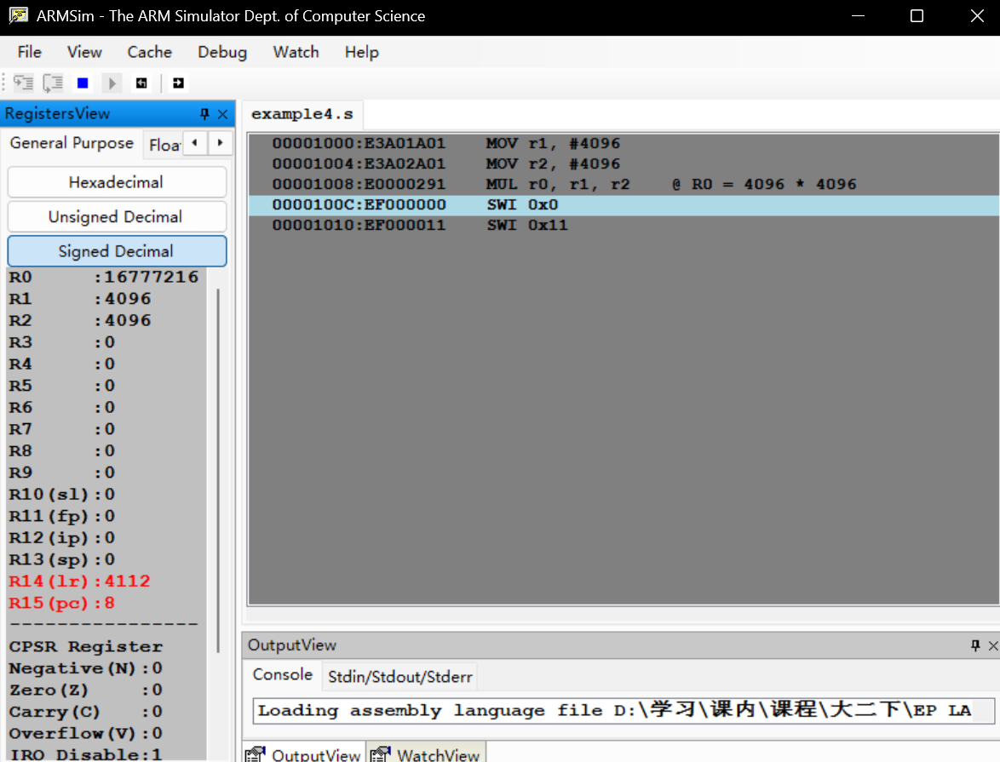 ARMSim - The ARM Simulator Dept. of Computer Science
File View Cache Debug Watch Help
RegistersView
General Purpose Floa
Hexadecimal
Unsigned Decimal
Signed Decimal
R0 :16777216
R1 :4096
R2 :4096
R3 :0
R4 :0
R5 :0
R6 :0
R7 :0
R8 :0
R9 :0
R10(sl):0
R11(fp):0
R12(ip):0
R13(sp):0
R14(lr):4112
R15(pc):8
----------------
CPSR Register
Negative(N):0
Zero(Z) :0
Carry(C) :0
Overflow(V):0
IRQ Disable:1
example4.s
00001000:E3A01A01 MOV r1, #4096
00001004:E3A02A01 MOV r2, #4096
00001008:E0000291 MUL r0, r1, r2 @ R0 = 4096 * 4096
0000100C:EF000000 SWI 0x0
00001010:EF000011 SWI 0x11
OutputView
Console Stdin/Stdout/Stderr
Loading assembly language file D:\学习\课内\课程\大二下\EP LA
OutputView WatchView